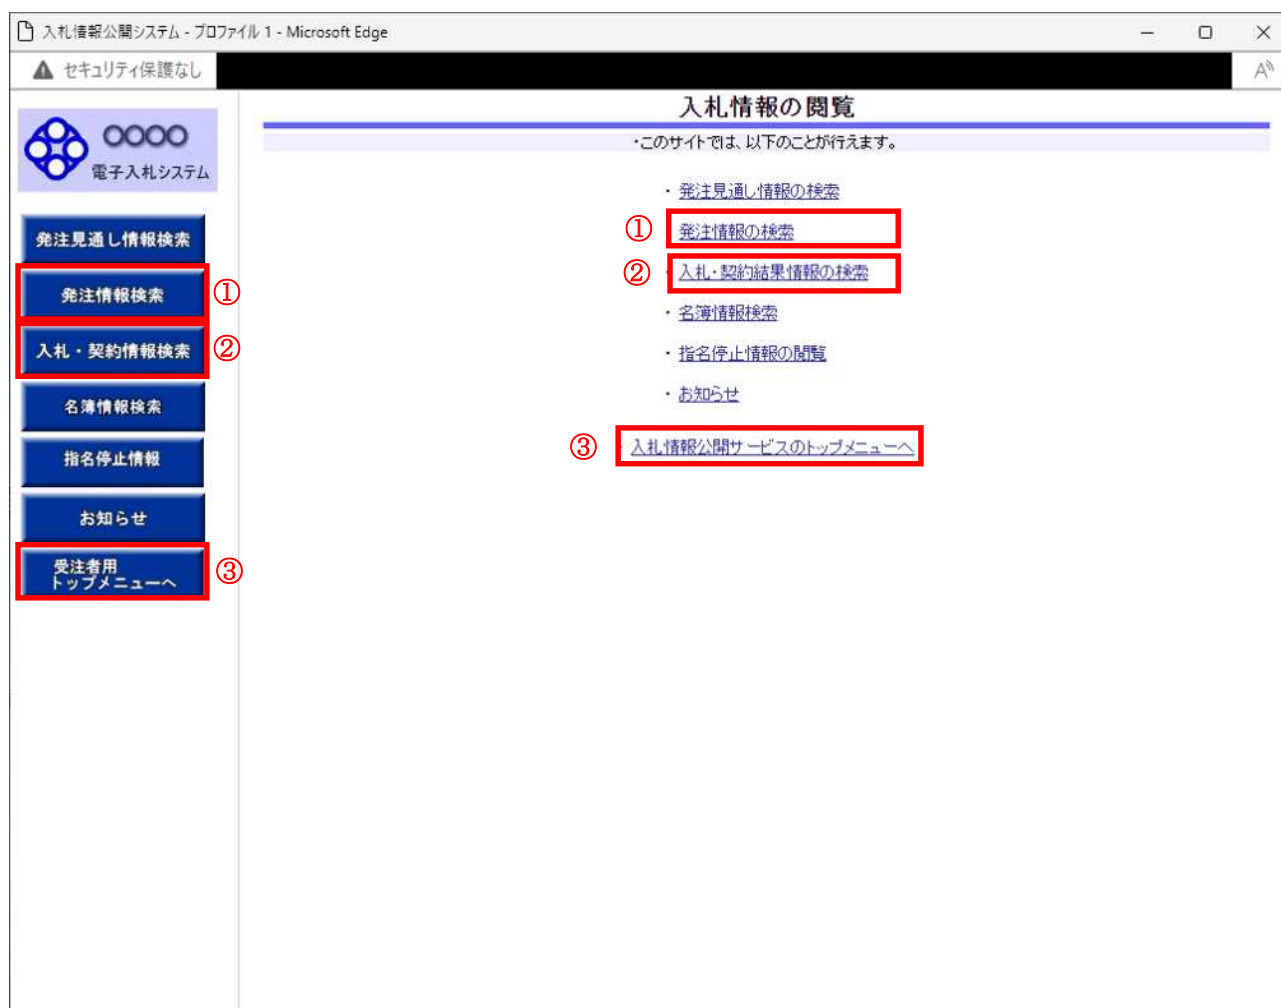 入札情報公開システム - プロファイル 1 - Microsoft Edge
セキュリティ保護なし
A
〇〇〇〇
電子入札システム
発注見通し情報検索
発注情報検索 ①
入札・契約情報検索 ②
名簿情報検索
指名停止情報
お知らせ
受注者用
トップメニューへ ③
入札情報の閲覧
・このサイトでは、以下のことが行えます。
・ 発注見通し情報の検索
① 発注情報の検索
② ・ 入札・契約結果情報の検索
・ 名簿情報検索
・ 指名停止情報の閲覧
・ お知らせ
③ ・ 入札情報公開サービスのトップメニューへ